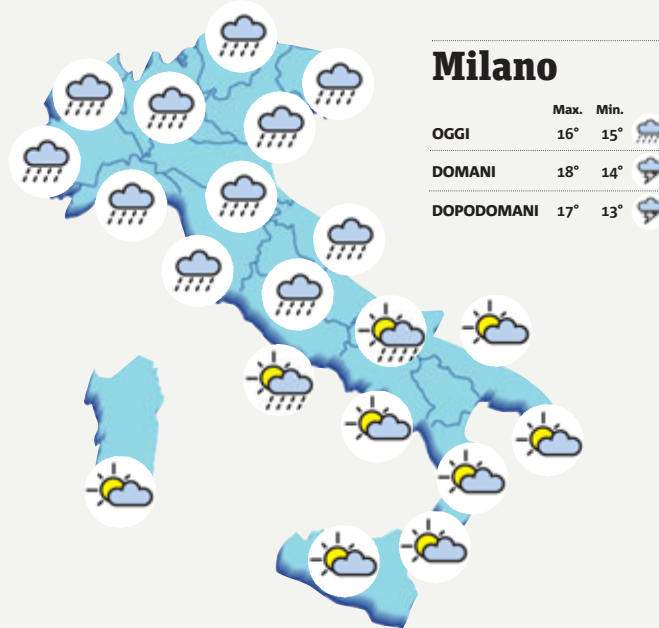 Milano
Max. Min.
OGGI 16° 15°
DOMANI 18° 14°
DOPODOMANI 17° 13°